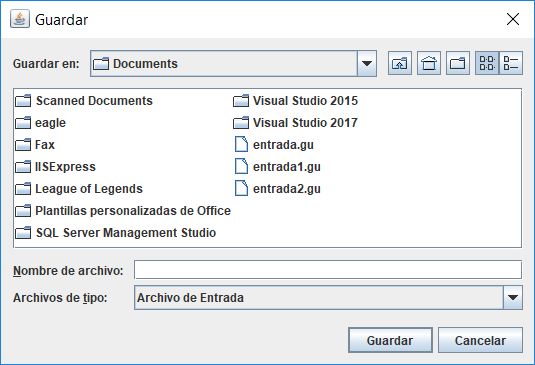 Guardar
Guardar en: Documents
Scanned Documents
eagle
Fax
IISExpress
League of Legends
Plantillas personalizadas de Office
SQL Server Management Studio
Visual Studio 2015
Visual Studio 2017
entrada.gu
entrada1.gu
entrada2.gu
Nombre de archivo:
Archivos de tipo: Archivo de Entrada
Guardar Cancelar